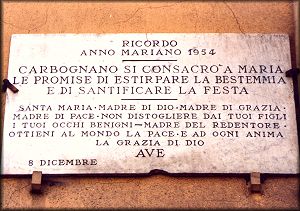 RICORDO
ANNO MARIANO 1954
CARBOGNANO SI CONSACRÒ A MARIA
LE PROMISE DI ESTIRPARE LA BESTEMMIA
E DI SANTIFICARE LA FESTA
SANTA MARIA · MADRE DI DIO · MADRE DI GRAZIA ·
MADRE DI PACE · NON DISTOGLIERE DAI TUOI FIGLI
I TUOI OCCHI BENIGNI - MADRE DEL REDENTORE ·
OTTIENI AL MONDO LA PACE · E AD OGNI ANIMA
LA GRAZIA DI DIO
AVE
8 DICEMBRE